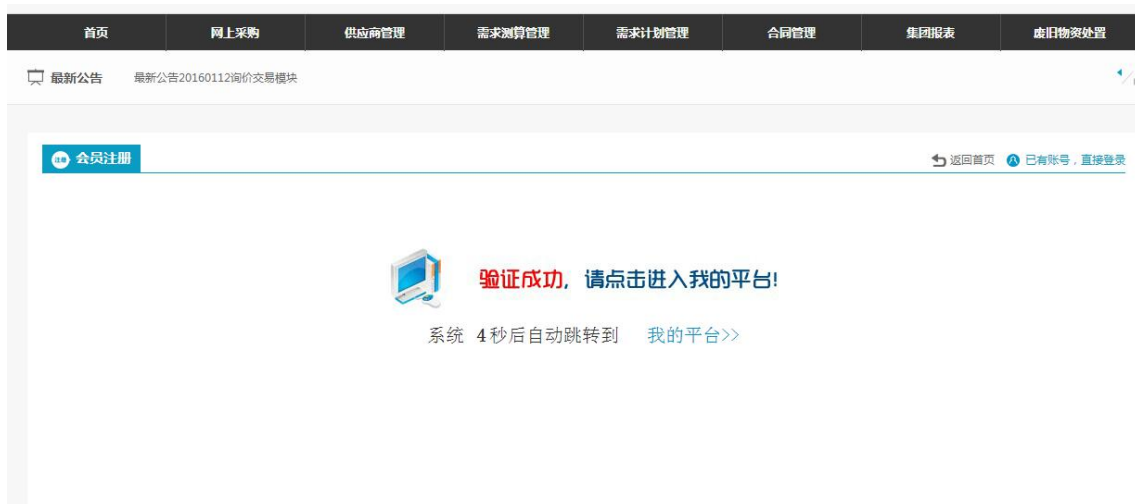 首页 网上采购 供应商管理 需求测算管理 需求计划管理 合同管理 集团报表 废旧物资处置
最新公告 最新公告20160112询价交易模块
注册 会员注册 返回首页 已有账号，直接登录
验证成功，请点击进入我的平台!
系统 4秒后自动跳转到 我的平台>>